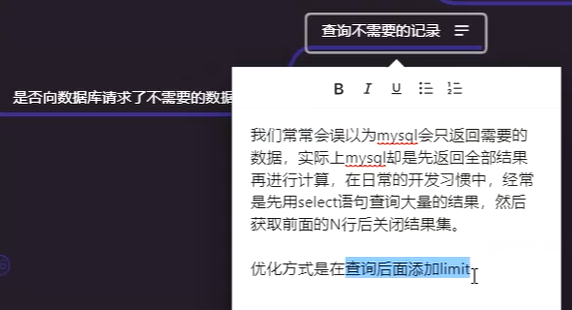 查询不需要的记录
是否向数据库请求了不需要的数据
B I U
我们常常会误以为mysql会只返回需要的
数据，实际上mysql却是先返回全部结果
再进行计算，在日常的开发习惯中，经常
是先用select语句查询大量的结果，然后
获取前面的N行后关闭结果集。
优化方式是在查询后面添加limit